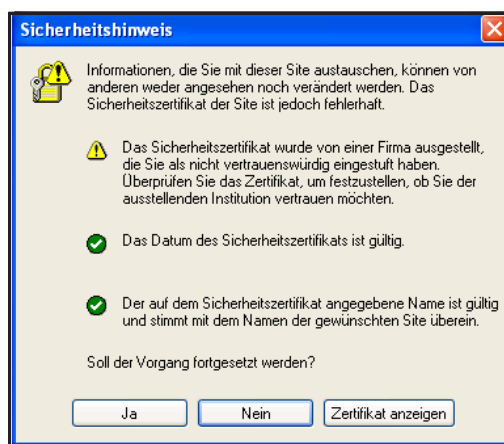 Sicherheitshinweis
Informationen, die Sie mit dieser Site austauschen, können von
anderen weder angesehen noch verändert werden. Das
Sicherheitszertifikat der Site ist jedoch fehlerhaft.
Das Sicherheitszertifikat wurde von einer Firma ausgestellt,
die Sie als nicht vertrauenswürdig eingestuft haben.
Überprüfen Sie das Zertifikat, um festzustellen, ob Sie der
ausstellenden Institution vertrauen möchten.
Das Datum des Sicherheitszertifikats ist gültig.
Der auf dem Sicherheitszertifikat angegebene Name ist gültig
und stimmt mit dem Namen der gewünschten Site überein.
Soll der Vorgang fortgesetzt werden?
Ja Nein Zertifikat anzeigen